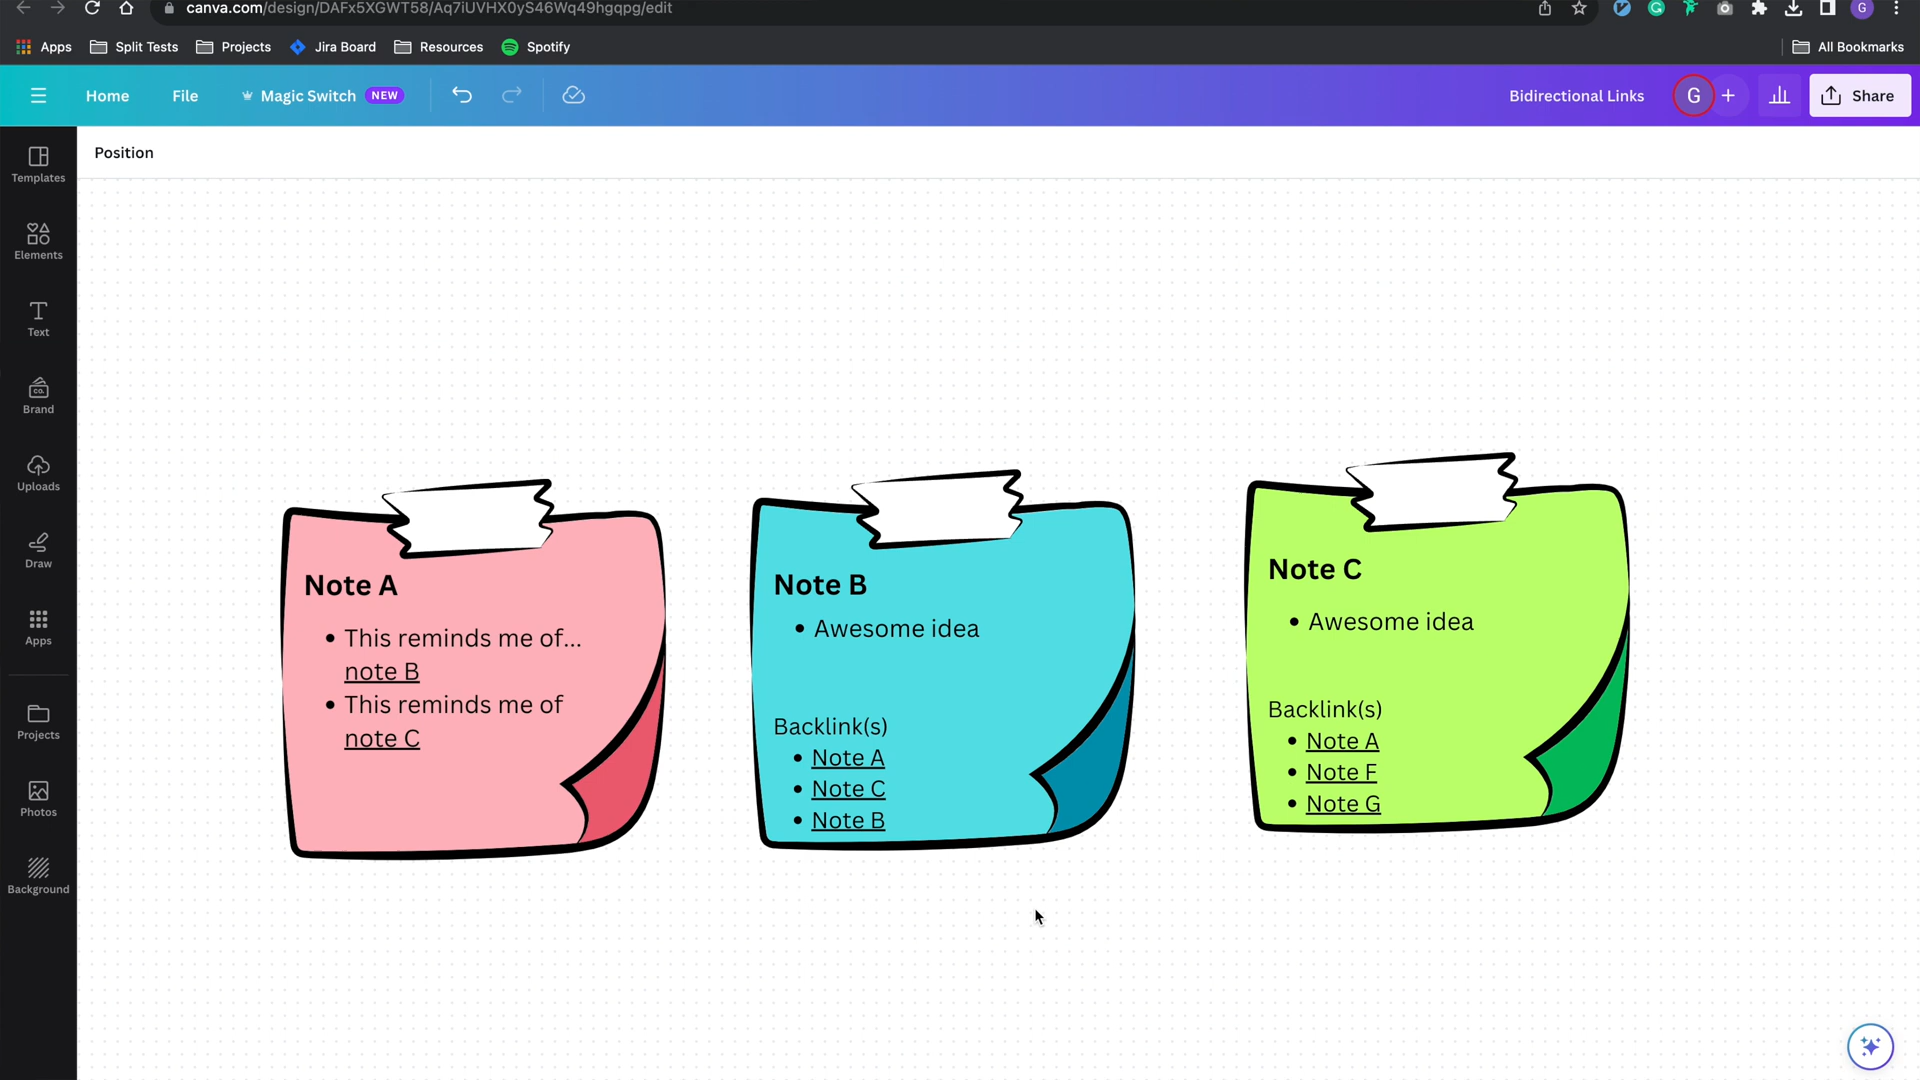 canva.com/design/DAFx5XGWT58/Aq7iUVHX0yS46Wq49hgqpg/edit
G
Apps
Split Tests
Projects
Jira Board
Resources
Spotify
All Bookmarks
Home
File
Magic Switch
NEW
Bidirectional Links
G
+
Share
Position
Templates
Elements
Text
CO.
Brand
Uploads
Draw
Apps
Projects
Photos
Background
Note A
• This reminds me of...
note B
• This reminds me of
note C
Note B
• Awesome idea
Backlink(s)
• Note A
• Note C
• Note B
Note C
• Awesome idea
Backlink(s)
• Note A
• Note F
• Note G